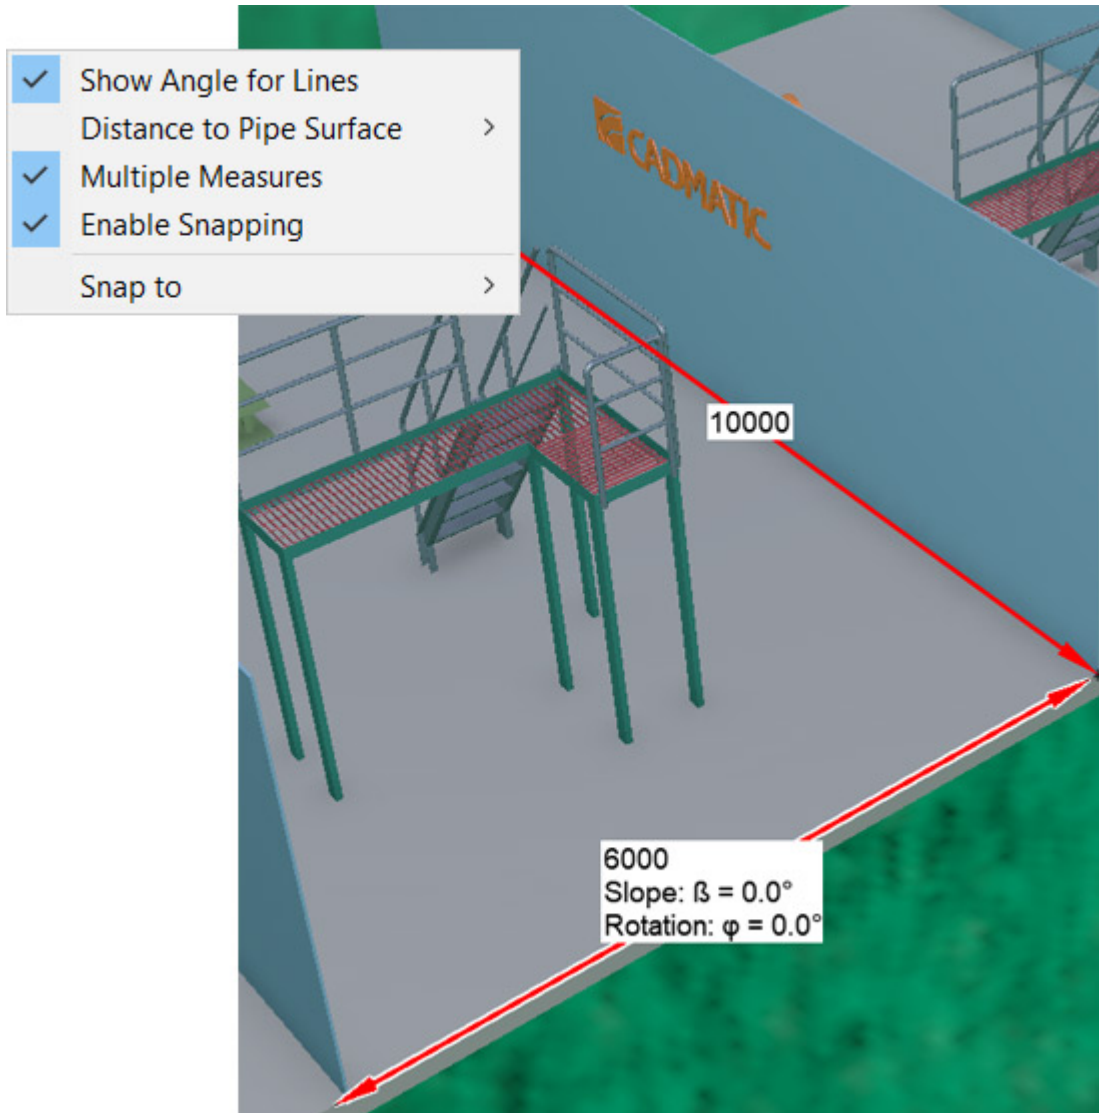 Show Angle for Lines
Distance to Pipe Surface
Multiple Measures
Enable Snapping
Snap to
CADMATIC
10000
6000
Slope: ß = 0.0°
Rotation: φ = 0.0°